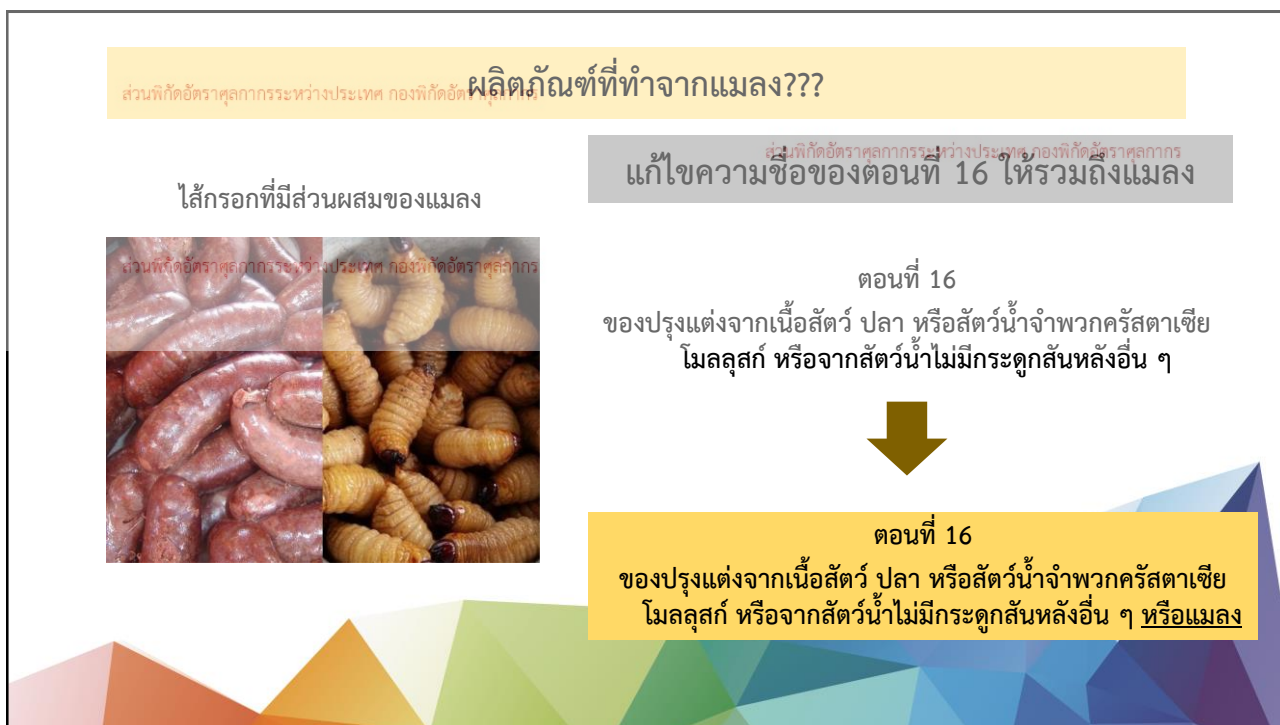 ผลิตภัณฑ์ที่ทำจากแมลง???
ส่วนพิกัดอัตราศุลกากรระหว่างประเทศ กองพิกัดอัตราศุลกากร
ส่วนพิกัดอัตราศุลกากรระหว่างประเทศ กองพิกัดอัตราศุลกากร
แก้ไขความชื่อของตอนที่ 16 ให้รวมถึงแมลง
ไส้กรอกที่มีส่วนผสมของแมลง
ส่วนพิกัดอัตราศุลกากรระหว่างประเทศ กองพิกัดอัตราศุลกากร
ตอนที่ 16
ของปรุงแต่งจากเนื้อสัตว์ ปลา หรือสัตว์น้ำจำพวกครัสตาเซีย
โมลลุสก์ หรือจากสัตว์น้ำไม่มีกระดูกสันหลังอื่น ๆ
ตอนที่ 16
ของปรุงแต่งจากเนื้อสัตว์ ปลา หรือสัตว์น้ำจำพวกครัสตาเซีย
โมลลุสก์ หรือจากสัตว์น้ำไม่มีกระดูกสันหลังอื่น ๆ หรือแมลง